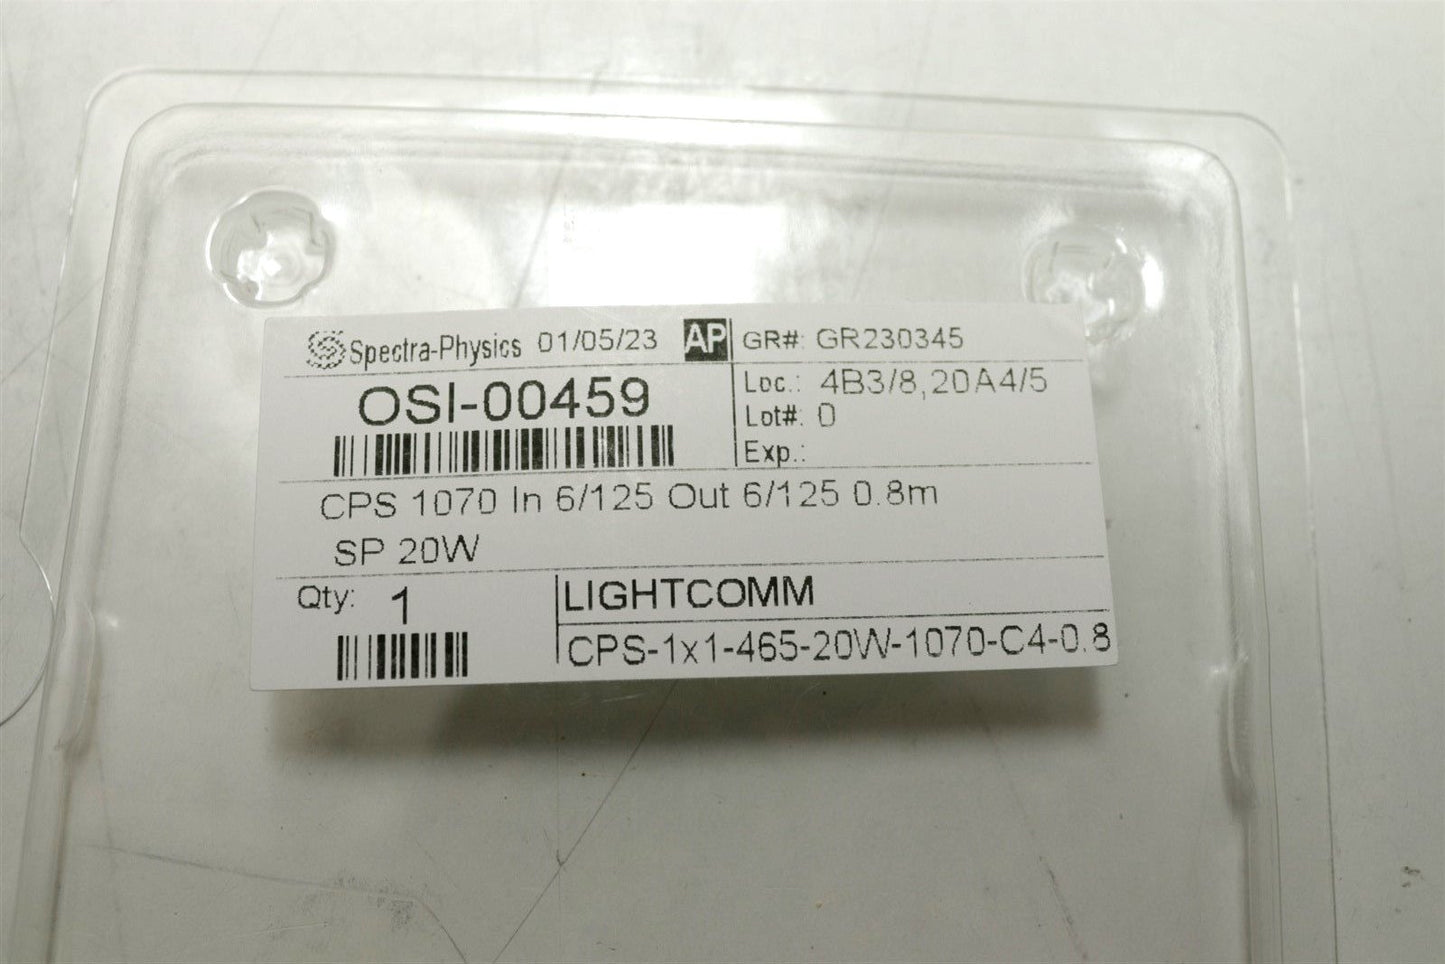 Spectra-Physics 01/05/23 AP GR#: GR230345
OSI-00459
Loc.: 4B3/8,20A4/5
Lot#: 0
Exp.:
CPS 1070 In 6/125 Out 6/125 0.8m
SP 20W
Qty: 1
LIGHTCOMM
CPS-1x1-465-20W-1070-C4-0.8